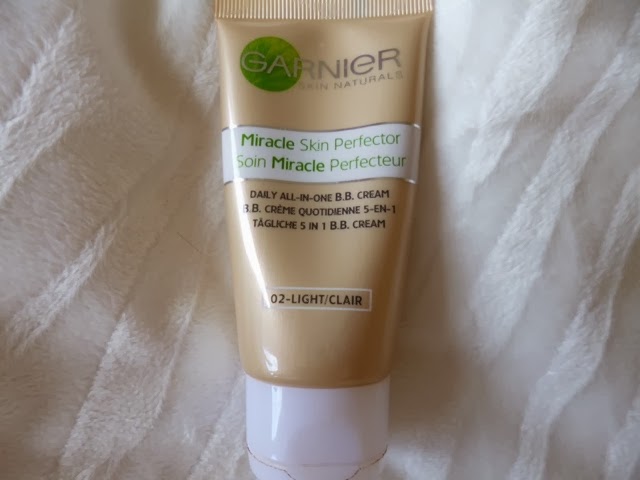 GARNIER
SKIN NATURALS
Miracle Skin Perfector
Soin Miracle Perfecteur
DAILY ALL-IN-ONE B.B. CREAM
B.B. CRÈME QUOTIDIENNE 5-EN-1
TÄGLICHE 5 IN 1 B.B. CREAM
02-LIGHT/CLAIR